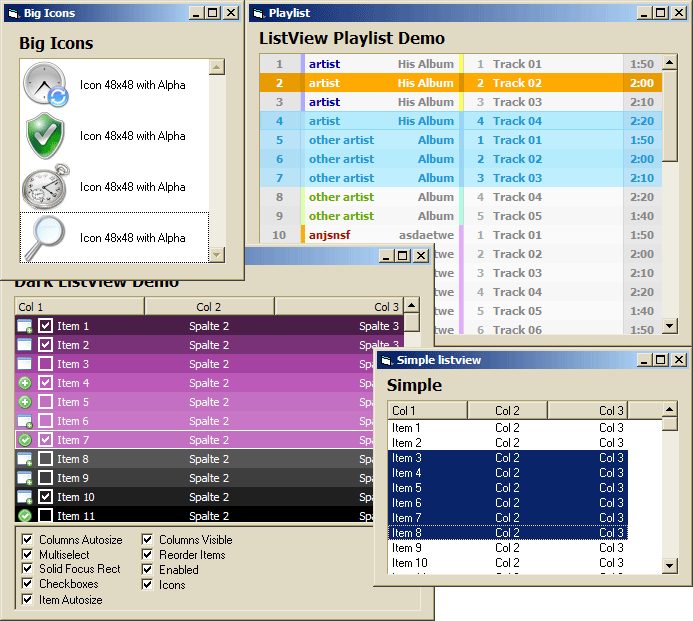 Big Icons
Big Icons
Icon 48x48 with Alpha
Icon 48x48 with Alpha
Icon 48x48 with Alpha
Icon 48x48 with Alpha
Playlist
ListView Playlist Demo
1 artist His Album 1 Track 01 1:50
2 artist His Album 2 Track 02 2:00
3 artist His Album 3 Track 03 2:10
4 artist His Album 4 Track 04 2:20
5 other artist Album 1 Track 01 1:50
6 other artist Album 2 Track 02 2:00
7 other artist Album 3 Track 03 2:10
8 other artist Album 4 Track 04 2:20
9 other artist Album 5 Track 05 1:40
10 anjsnsf asdaetwe 1 Track 01 1:50
twe 2 Track 02 2:00
twe 3 Track 03 2:10
twe 4 Track 04 2:20
twe 5 Track 05 1:40
twe 6 Track 06 1:50
Dark ListView Demo
Col 1 Col 2 Col 3
Item 1 Spalte 2 Spalte 3
Item 2 Spalte 2 Spalte 3
Item 3 Spalte 2 Spa
Item 4 Spalte 2 Spa
Item 5 Spalte 2 Spa
Item 6 Spalte 2 Spa
Item 7 Spalte 2 Spa
Item 8 Spalte 2 Spa
Item 9 Spalte 2 Spa
Item 10 Spalte 2 Spa
Item 11 Spalte 2 Spa
Columns Autosize Columns Visible
Multiselect Reorder Items
Solid Focus Rect Enabled
Checkboxes Icons
Item Autosize
Simple listview
Simple
Col 1 Col 2 Col 3
Item 1 Col 2 Col 3
Item 2 Col 2 Col 3
Item 3 Col 2 Col 3
Item 4 Col 2 Col 3
Item 5 Col 2 Col 3
Item 6 Col 2 Col 3
Item 7 Col 2 Col 3
Item 8 Col 2 Col 3
Item 9 Col 2 Col 3
Item 10 Col 2 Col 3